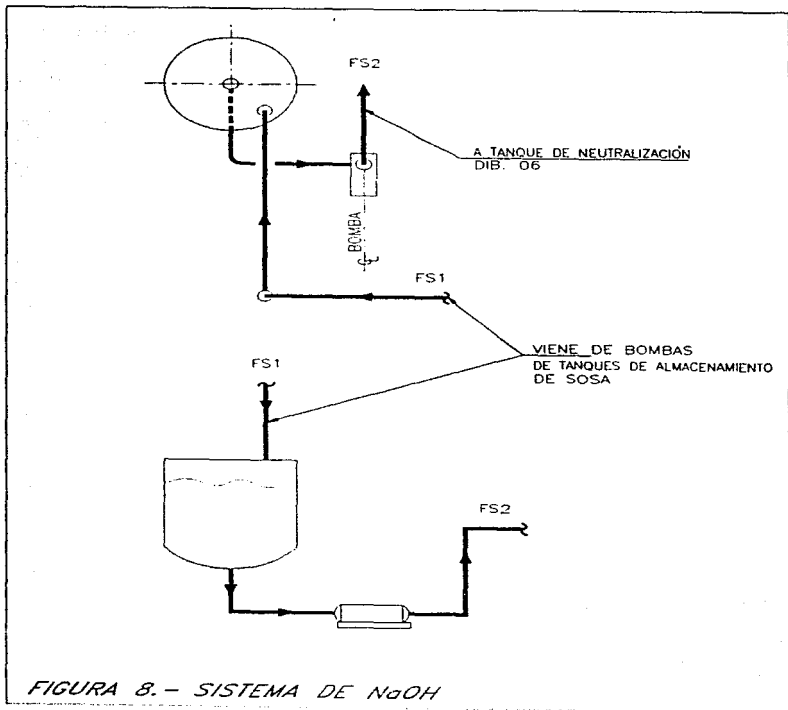 FS2
A TANQUE DE NEUTRALIZACIÓN
DIB. 06
BOMBA
FS1
VIENE DE BOMBAS
DE TANQUES DE ALMACENAMIENTO
DE SOSA
FS1
FS2
FIGURA 8.- SISTEMA DE NaOH